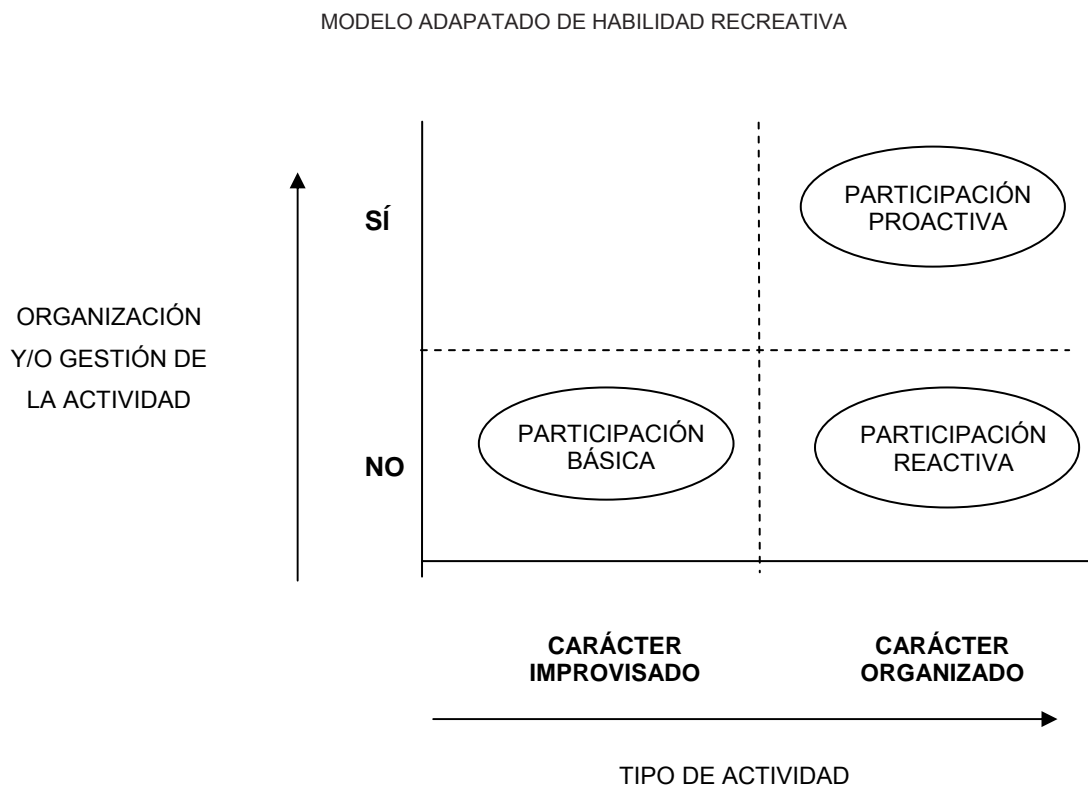 MODELO ADAPATADO DE HABILIDAD RECREATIVA
SÍ
PARTICIPACIÓN
PROACTIVA
ORGANIZACIÓN
Y/O GESTIÓN DE
LA ACTIVIDAD
NO
PARTICIPACIÓN
BÁSICA
PARTICIPACIÓN
REACTIVA
CARÁCTER
IMPROVISADO
CARÁCTER
ORGANIZADO
TIPO DE ACTIVIDAD